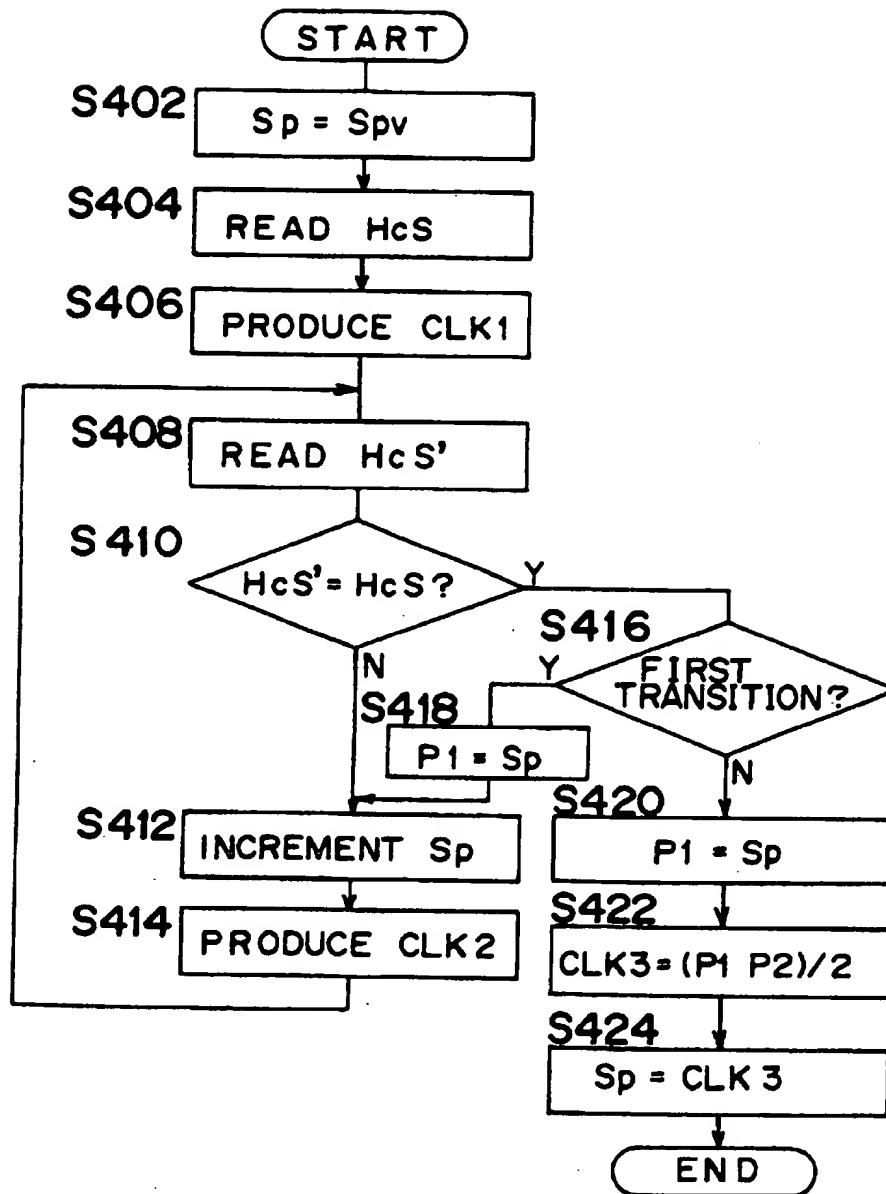 START
S402
Sp = Spv
S404
READ HcS
S406
PRODUCE CLK1
S408
READ HcS'
S410
HcS' = HcS?
Y
N
S416
FIRST
TRANSITION?
Y
N
S418
P1 = Sp
S412
INCREMENT Sp
S414
PRODUCE CLK2
S420
P1 = Sp
S422
CLK3 = (P1 P2)/2
S424
Sp = CLK3
END